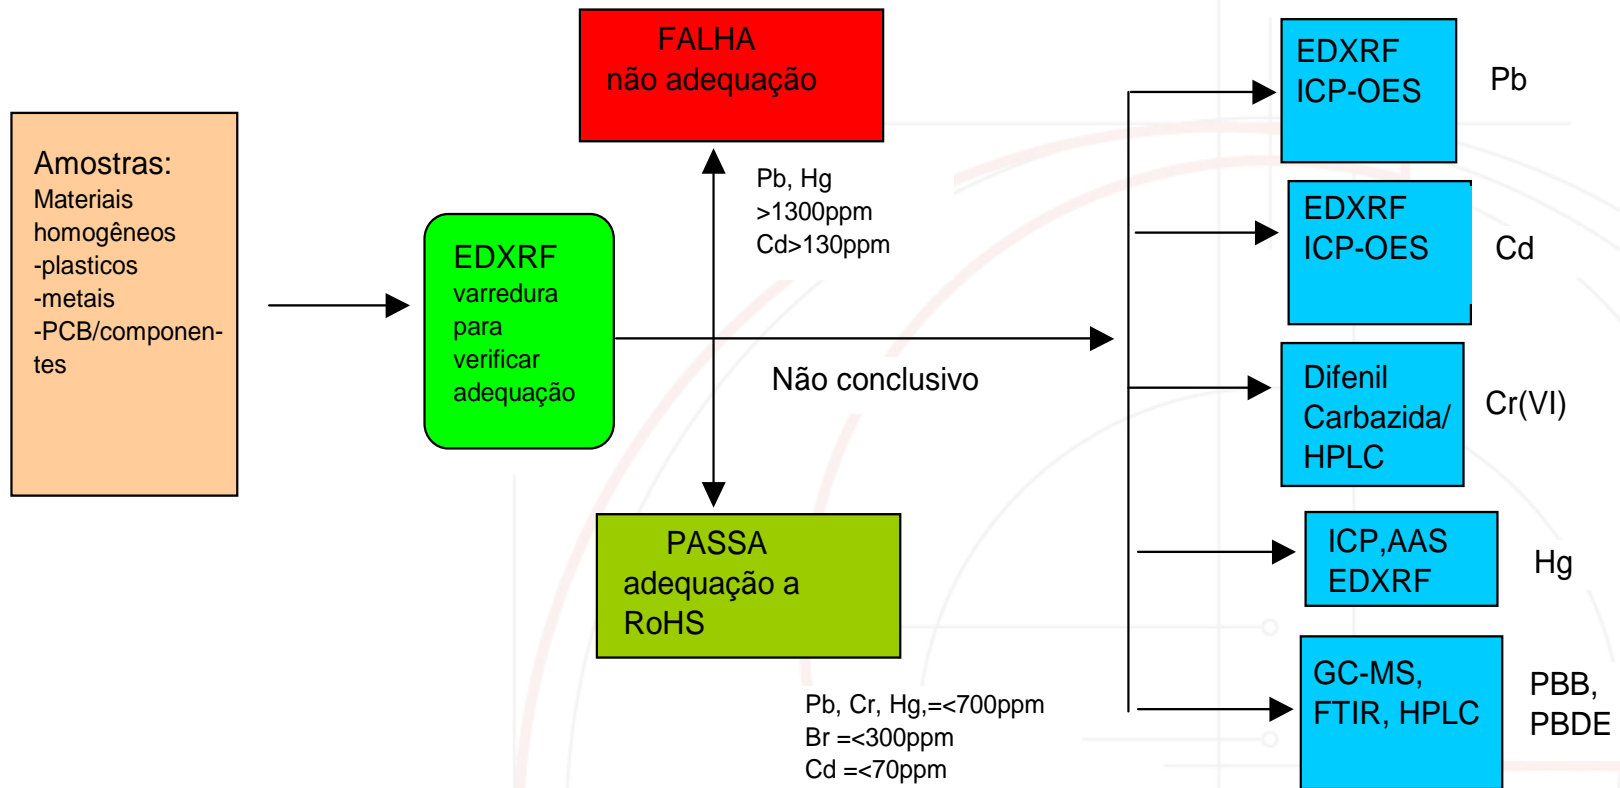 Amostras:
Materiais
homogêneos
-plasticos
-metais
-PCB/componen-
tes
EDXRF
varredura
para
verificar
adequação
FALHA
não adequação
Pb, Hg
>1300ppm
Cd>130ppm
Não conclusivo
PASSA
adequação a
RoHS
Pb, Cr, Hg,=<700ppm
Br =<300ppm
Cd =<70ppm
EDXRF
ICP-OES
Pb
EDXRF
ICP-OES
Cd
Difenil
Carbazida/
HPLC
Cr(VI)
ICP,AAS
EDXRF
Hg
GC-MS,
FTIR, HPLC
PBB,
PBDE